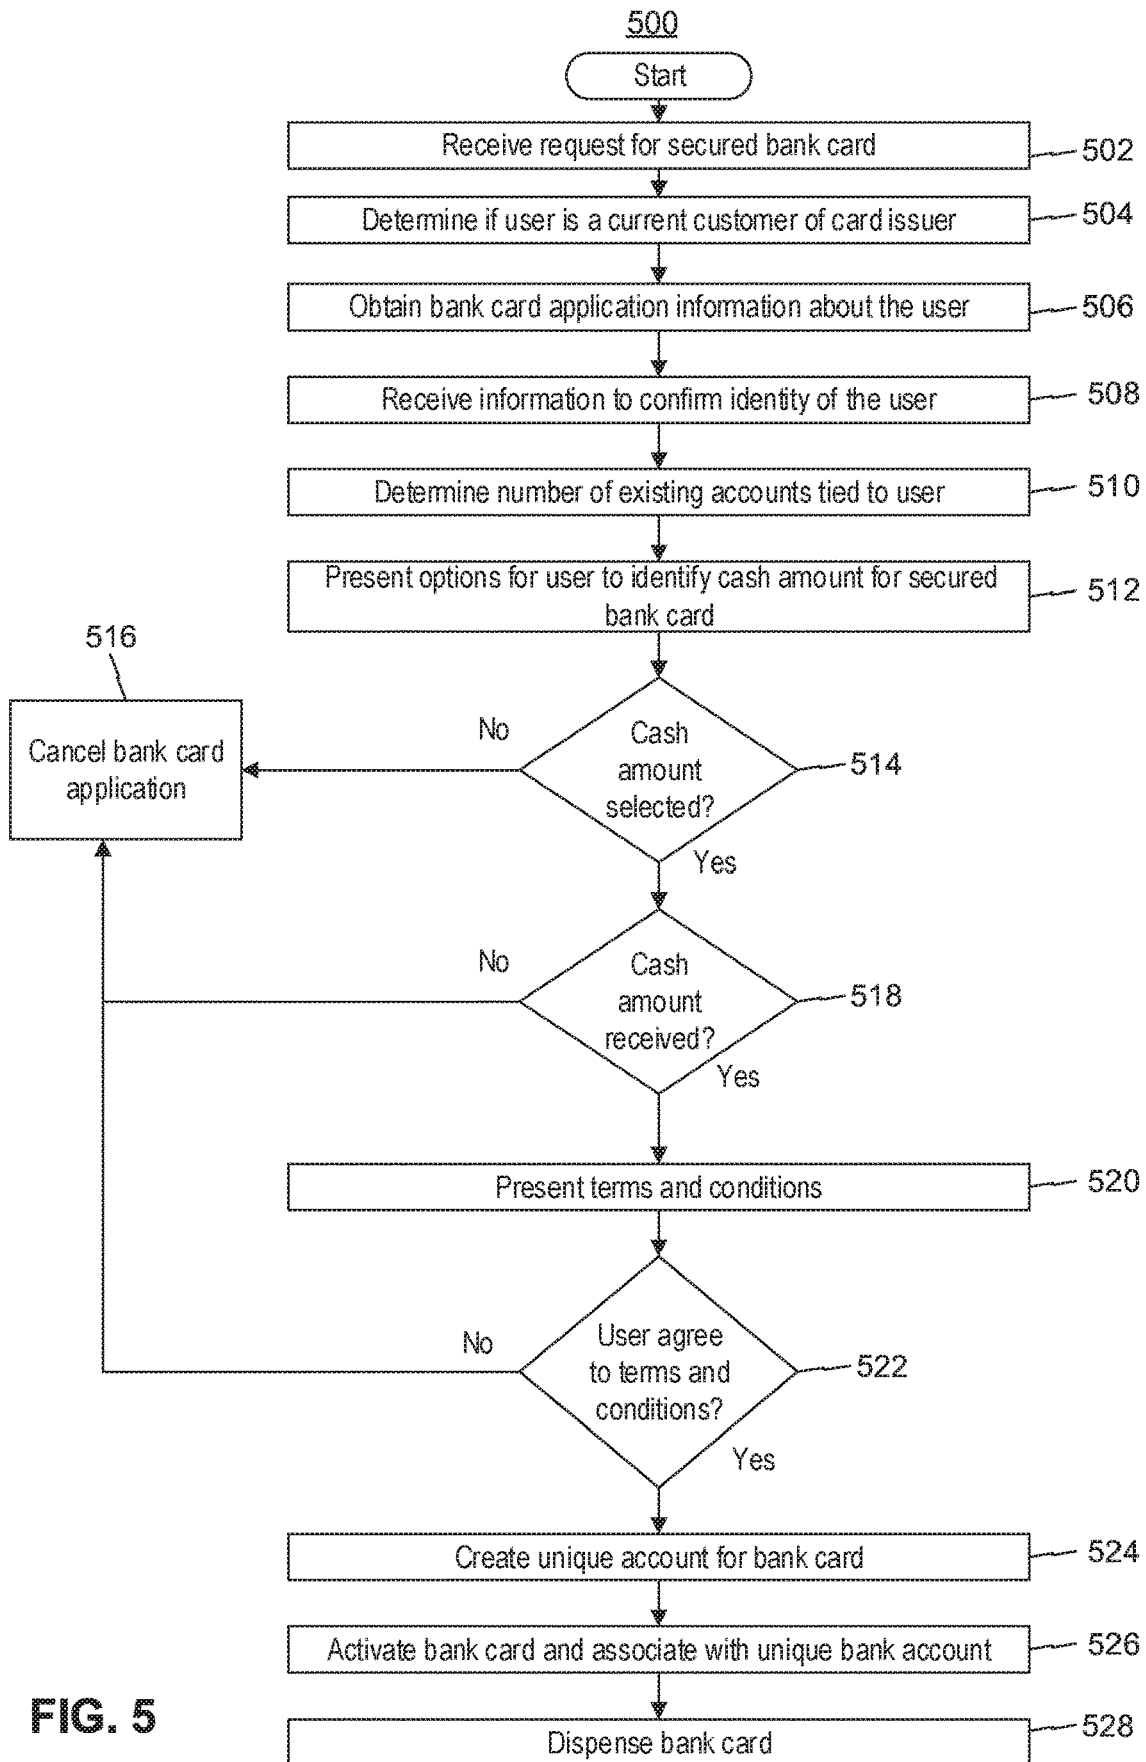 500
Start
Receive request for secured bank card
502
Determine if user is a current customer of card issuer
504
Obtain bank card application information about the user
506
Receive information to confirm identity of the user
508
Determine number of existing accounts tied to user
510
Present options for user to identify cash amount for secured
bank card
512
516
Cancel bank card
application
No
Cash
amount
selected?
514
Yes
No
Cash
amount
received?
518
Yes
Present terms and conditions
520
No
User agree
to terms and
conditions?
522
Yes
Create unique account for bank card
524
Activate bank card and associate with unique bank account
526
Dispense bank card
528
FIG. 5